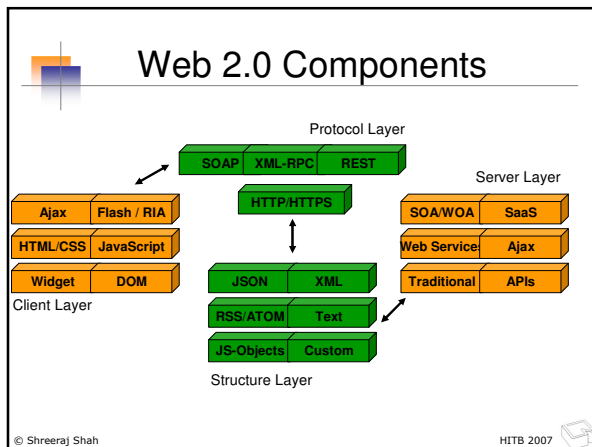 Web 2.0 Components
Protocol Layer
SOAP XML-RPC REST
HTTP/HTTPS
Ajax Flash / RIA
HTML/CSS JavaScript
Widget DOM
Client Layer
Server Layer
SOA/WOA SaaS
Web Services Ajax
Traditional APIs
JSON XML
RSS/ATOM Text
JS-Objects Custom
Structure Layer
© Shreeraj Shah HITB 2007